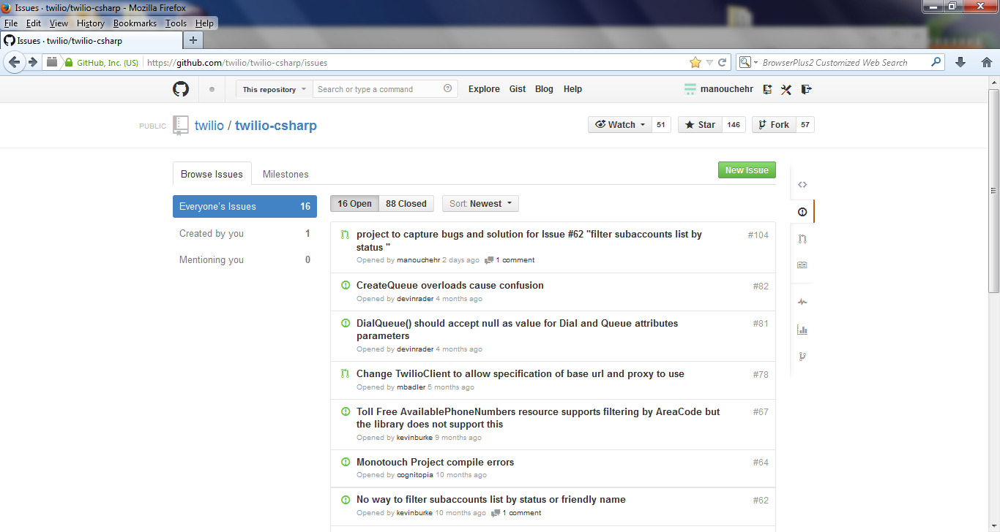 Issues · twilio/twilio-csharp - Mozilla Firefox
File Edit View History Bookmarks Tools Help
Issues · twilio/twilio-csharp
GitHub, Inc. (US) https://github.com/twilio/twilio-csharp/issues BrowserPlus2 Customized Web Search
This repository Search or type a command Explore Gist Blog Help manouchehr
PUBLIC twilio / twilio-csharp Watch 51 Star 146 Fork 57
Browse Issues Milestones New Issue
Everyone's Issues 16
Created by you 1
Mentioning you 0
16 Open 88 Closed Sort: Newest
project to capture bugs and solution for Issue #62 "filter subaccounts list by #104
status "
Opened by manouchehr 2 days ago 1 comment
CreateQueue overloads cause confusion #82
Opened by devinrader 4 months ago
DialQueue() should accept null as value for Dial and Queue attributes #81
parameters
Opened by devinrader 4 months ago
Change TwilioClient to allow specification of base url and proxy to use #78
Opened by mbadler 5 months ago
Toll Free AvailablePhoneNumbers resource supports filtering by AreaCode but #67
the library does not support this
Opened by kevinburke 9 months ago
Monotouch Project compile errors #64
Opened by cognitopia 10 months ago
No way to filter subaccounts list by status or friendly name #62
Opened by kevinburke 10 months ago 1 comment